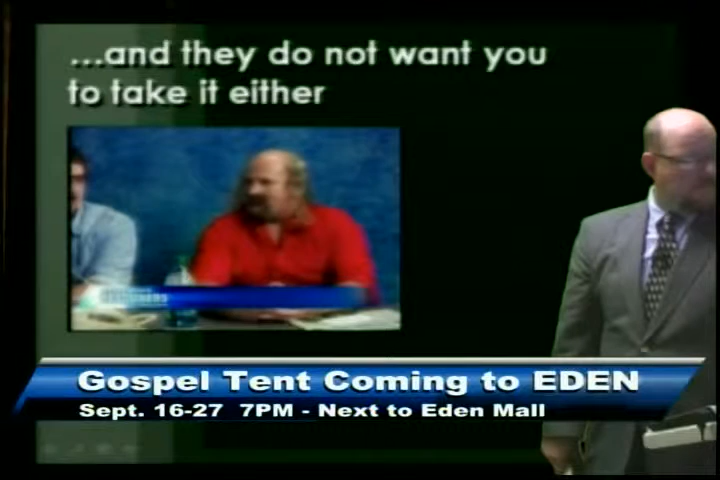 ...and they do not want you
to take it either
Gospel Tent Coming to EDEN
Sept. 16-27 7PM - Next to Eden Mall